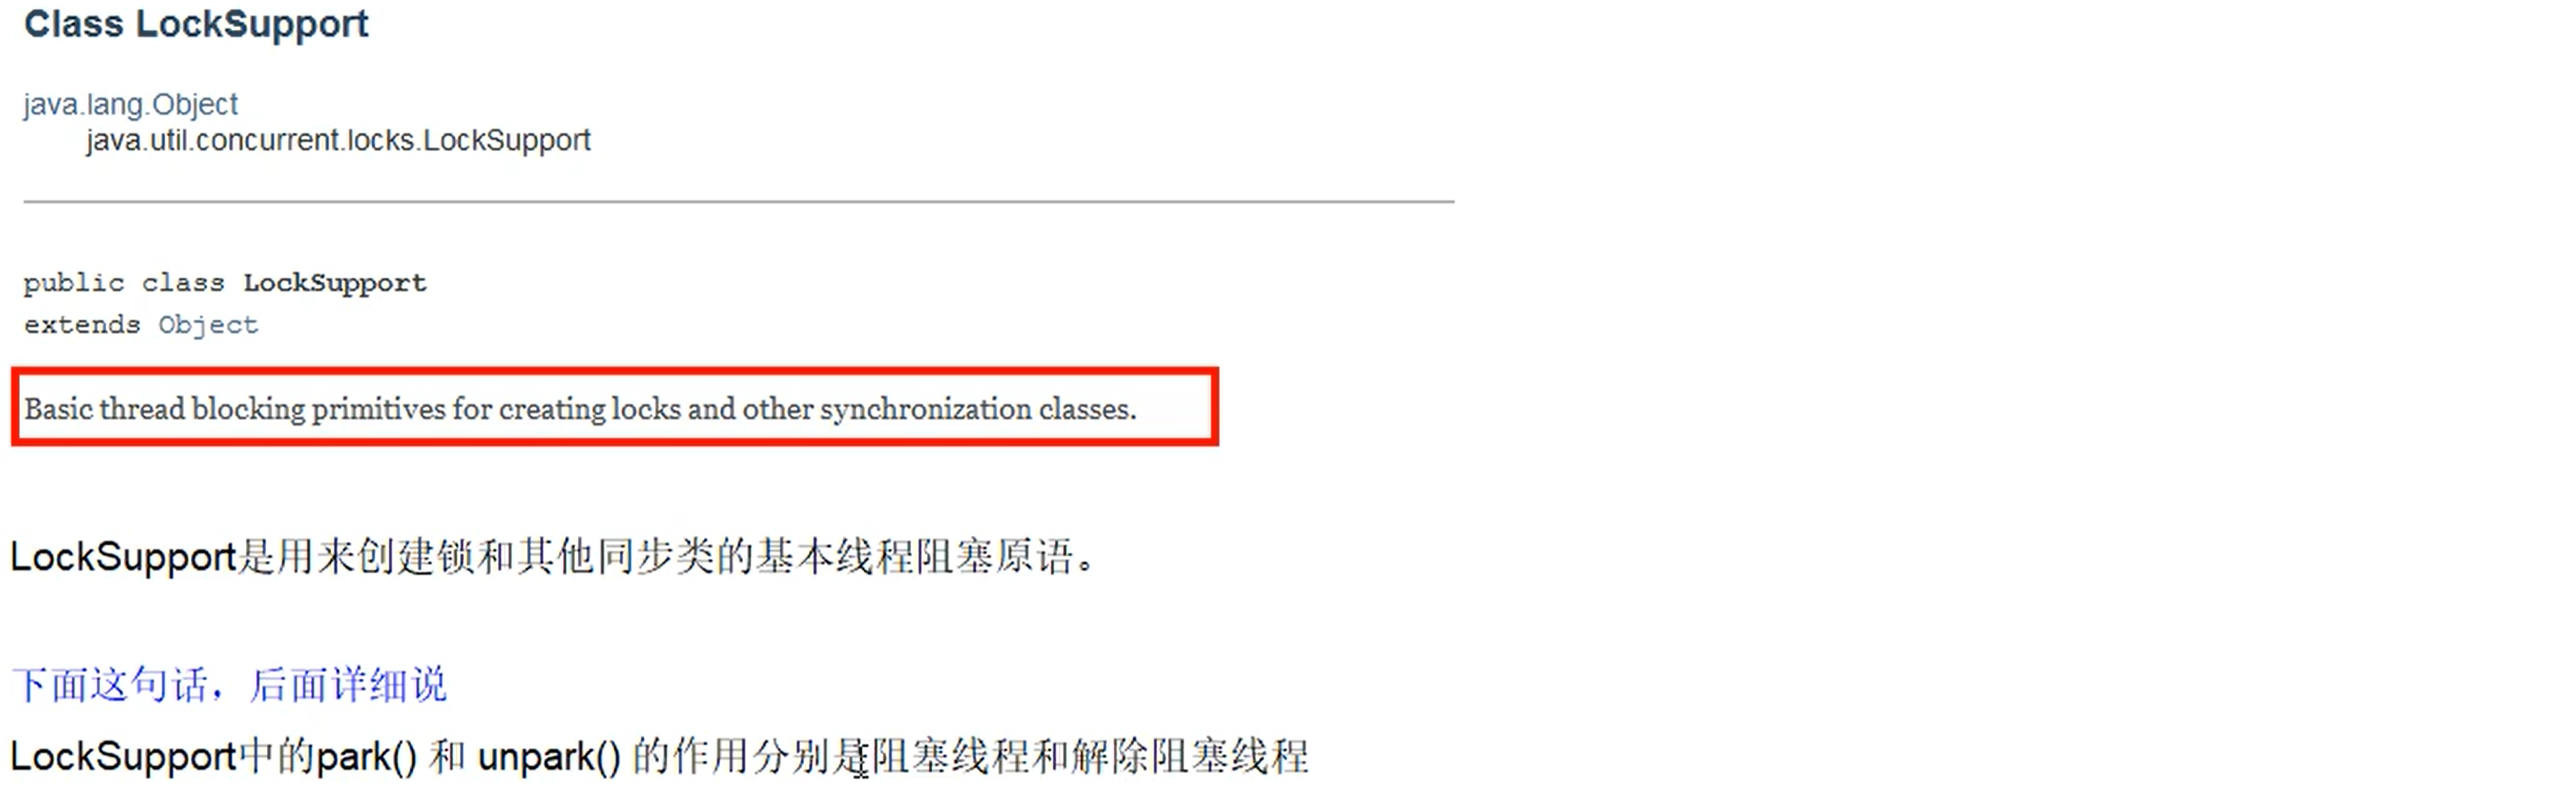 Class LockSupport
java.lang.Object
java.util.concurrent.locks.LockSupport
public class LockSupport
extends Object
Basic thread blocking primitives for creating locks and other synchronization classes.
LockSupport是用来创建锁和其他同步类的基本线程阻塞原语。
下面这句话，后面详细说
LockSupport中的park() 和 unpark() 的作用分别是阻塞线程和解除阻塞线程